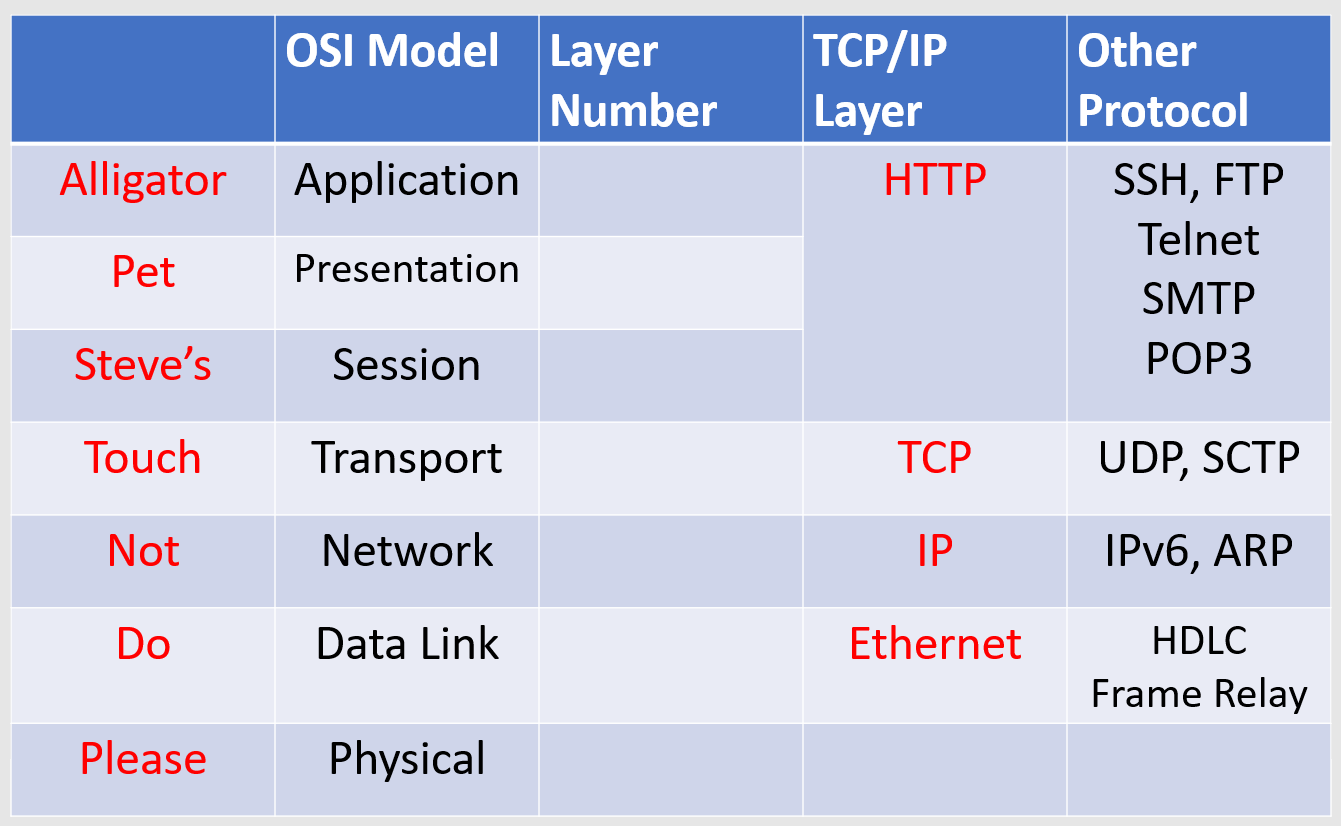 OSI Model
Layer
Number
TCP/IP
Layer
Other
Protocol
Alligator
Application
HTTP
SSH, FTP
Telnet
SMTP
POP3
Pet
Presentation
Steve’s
Session
Touch
Transport
TCP
UDP, SCTP
Not
Network
IP
IPv6, ARP
Do
Data Link
Ethernet
HDLC
Frame Relay
Please
Physical